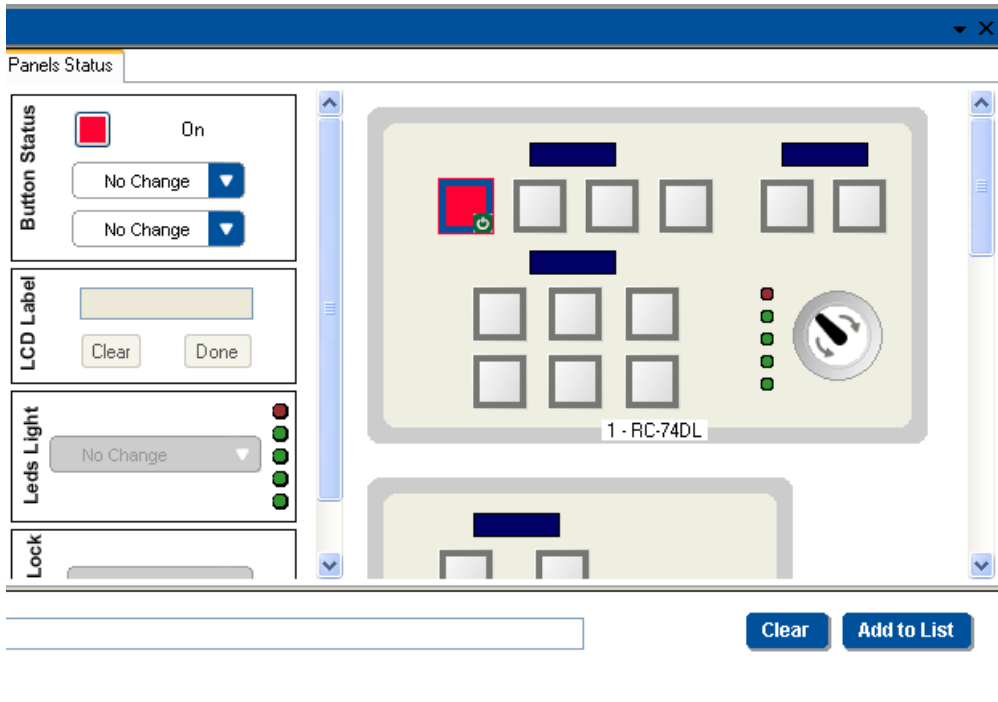 Panels Status
Button Status
On
No Change
No Change
LCD Label
Clear
Done
Leds Light
No Change
Lock
1 - RC-74DL
Clear
Add to List